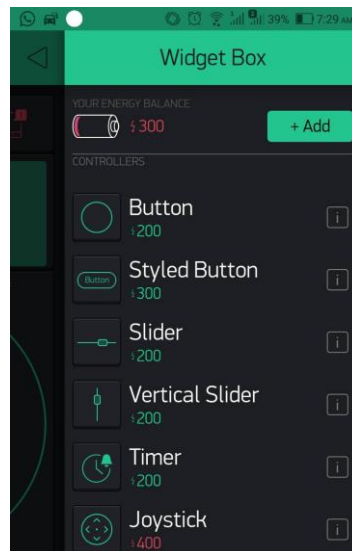 39% 7:29 AM
Widget Box
YOUR ENERGY BALANCE
300
+ Add
CONTROLLERS
Button
200
Button
Styled Button
300
Slider
200
Vertical Slider
200
Timer
200
Joystick
400